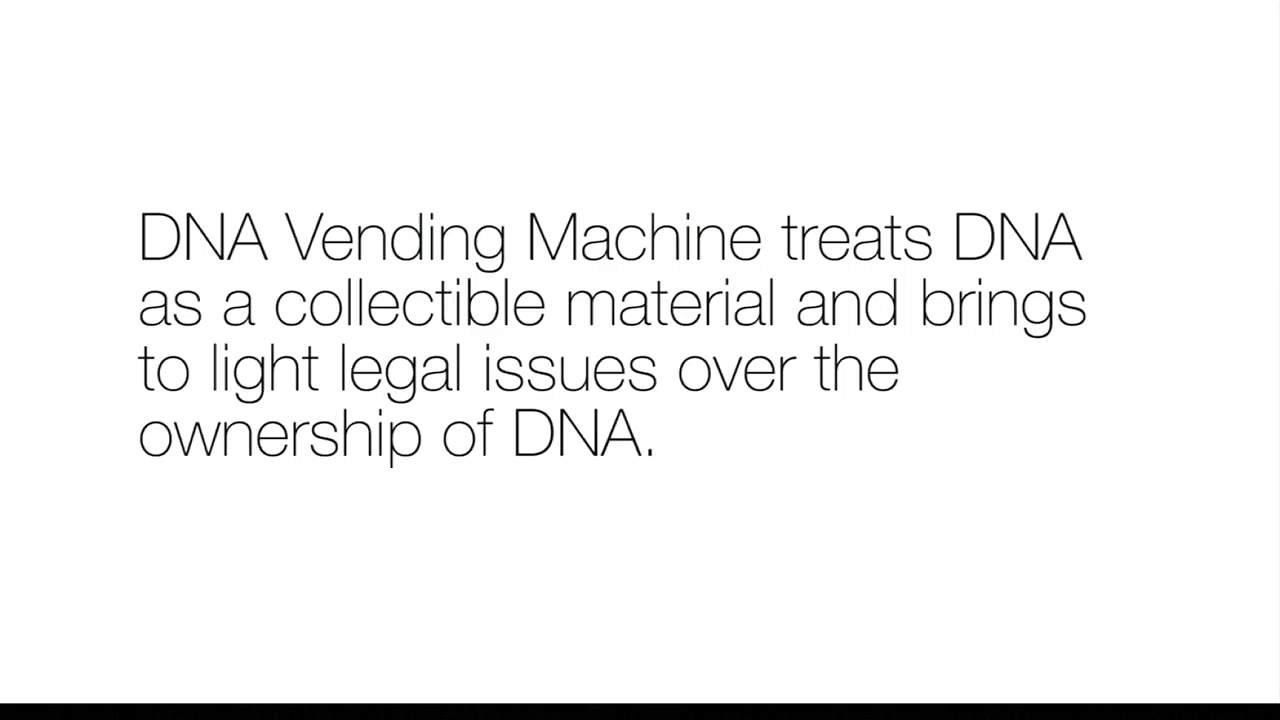 DNA Vending Machine treats DNA
as a collectible material and brings
to light legal issues over the
ownership of DNA.